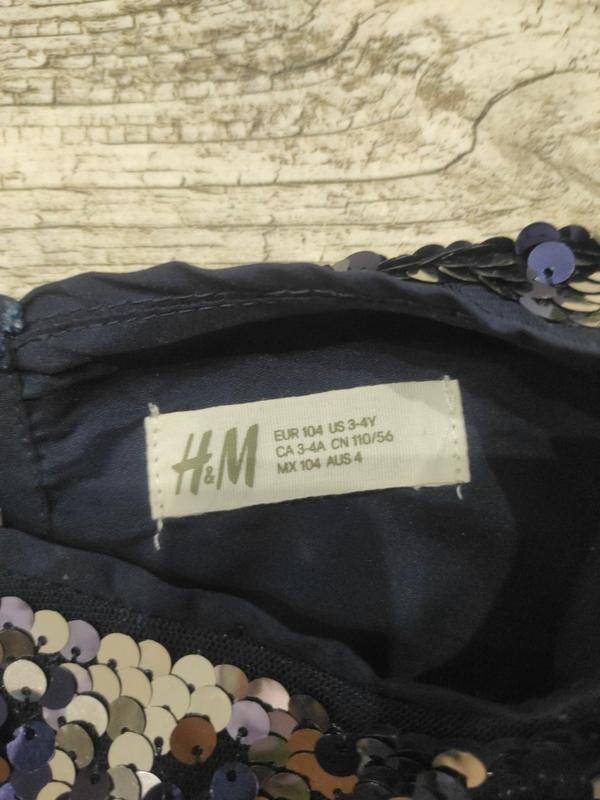 H&M
EUR 104 US 3-4Y
CA 3-4A CN 110/56
MX 104 AUS 4